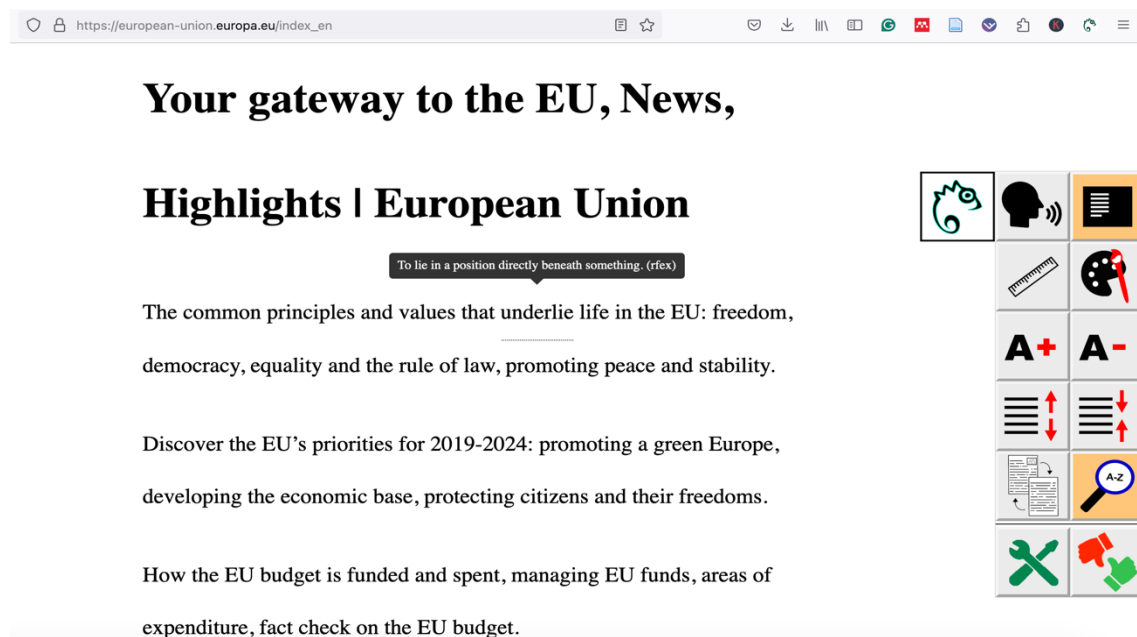 https://european-union.europa.eu/index_en
Your gateway to the EU, News,
Highlights | European Union
To lie in a position directly beneath something. (rfex)
The common principles and values that underlie life in the EU: freedom,
democracy, equality and the rule of law, promoting peace and stability.
Discover the EU’s priorities for 2019-2024: promoting a green Europe,
developing the economic base, protecting citizens and their freedoms.
How the EU budget is funded and spent, managing EU funds, areas of
expenditure, fact check on the EU budget.
A+ A-
A-Z